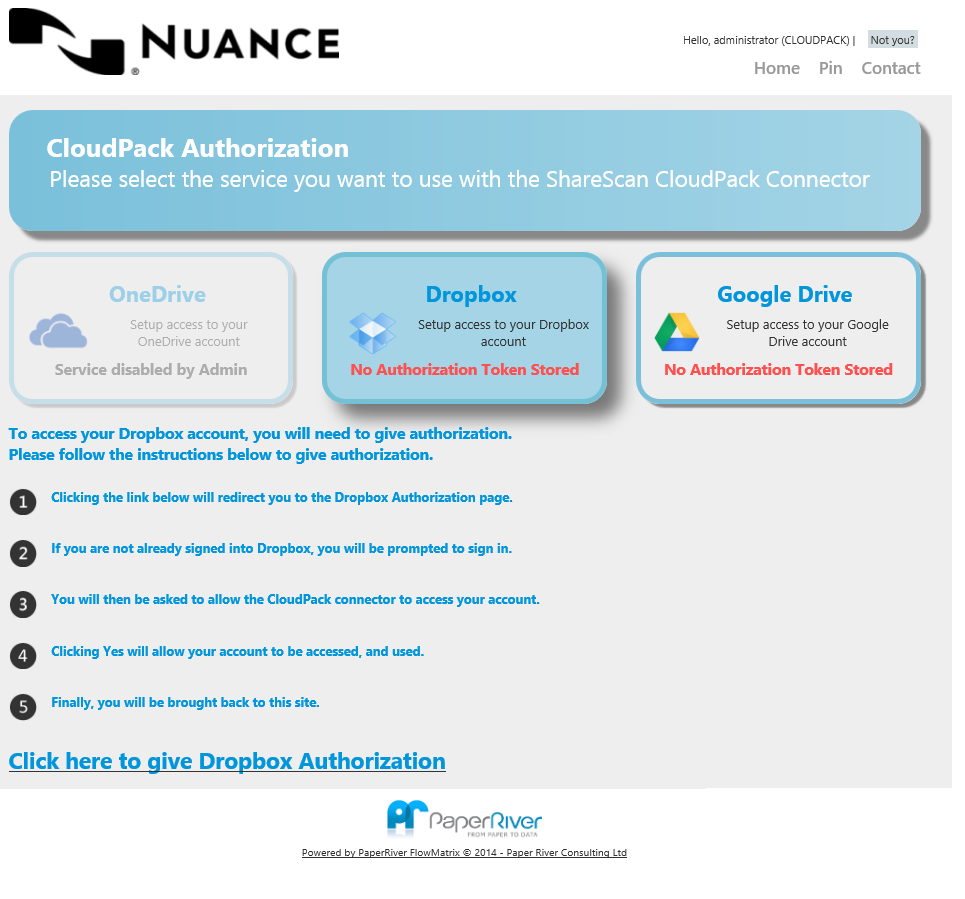 NUANCE
®
Hello, administrator (CLOUDPACK) | Not you?
Home Pin Contact
CloudPack Authorization
Please select the service you want to use with the ShareScan CloudPack Connector
OneDrive
Setup access to your
OneDrive account
Service disabled by Admin
Dropbox
Setup access to your Dropbox
account
No Authorization Token Stored
Google Drive
Setup access to your Google
Drive account
No Authorization Token Stored
To access your Dropbox account, you will need to give authorization.
Please follow the instructions below to give authorization.
1 Clicking the link below will redirect you to the Dropbox Authorization page.
2 If you are not already signed into Dropbox, you will be prompted to sign in.
3 You will then be asked to allow the CloudPack connector to access your account.
4 Clicking Yes will allow your account to be accessed, and used.
5 Finally, you will be brought back to this site.
Click here to give Dropbox Authorization
pr PaperRiver
FROM PAPER TO DATA
Powered by PaperRiver FlowMatrix © 2014 - Paper River Consulting Ltd